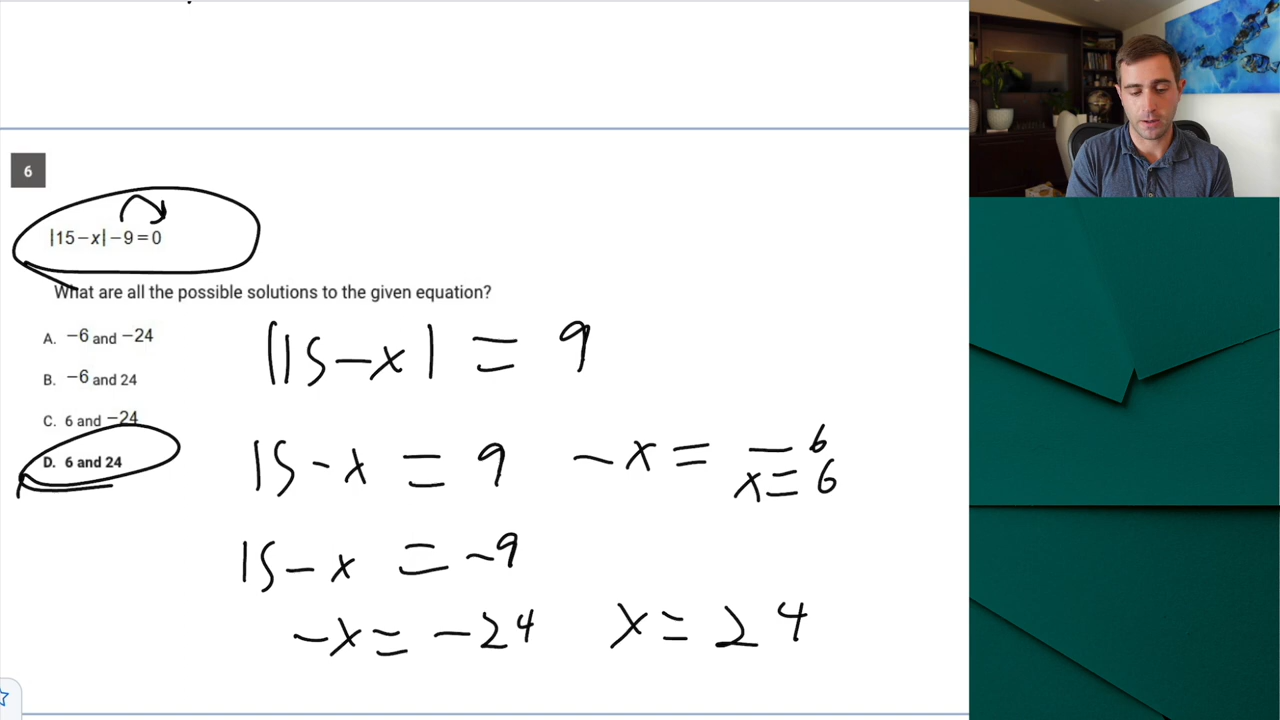 6
|15-x|-9=0
What are all the possible solutions to the given equation?
A. -6 and -24
B. -6 and 24
C. 6 and -24
D. 6 and 24
|15-x| = 9
15-x = 9   -x = -6
x = 6
15-x = -9
-x = -24   x = 24